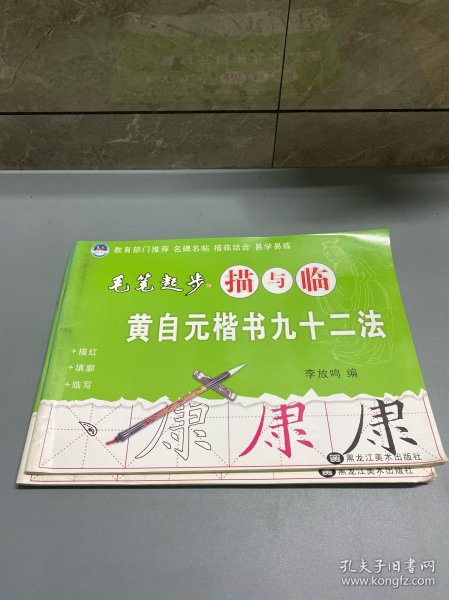 教育部门推荐 名碑名帖 描临结合 易学易练
毛笔起步 描与临
黄自元楷书九十二法
+描红
+填廓
+临写
李放鸣 编
康 康 康
黑龙江美术出版社
黑龙江美术出版社
孔夫子旧书网
www.kongfz.com